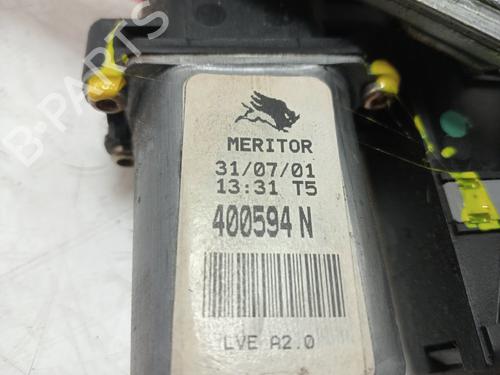 MERITOR
31/07/01
13:31 T5
400594 N
LVE A2.0
B-PARTS